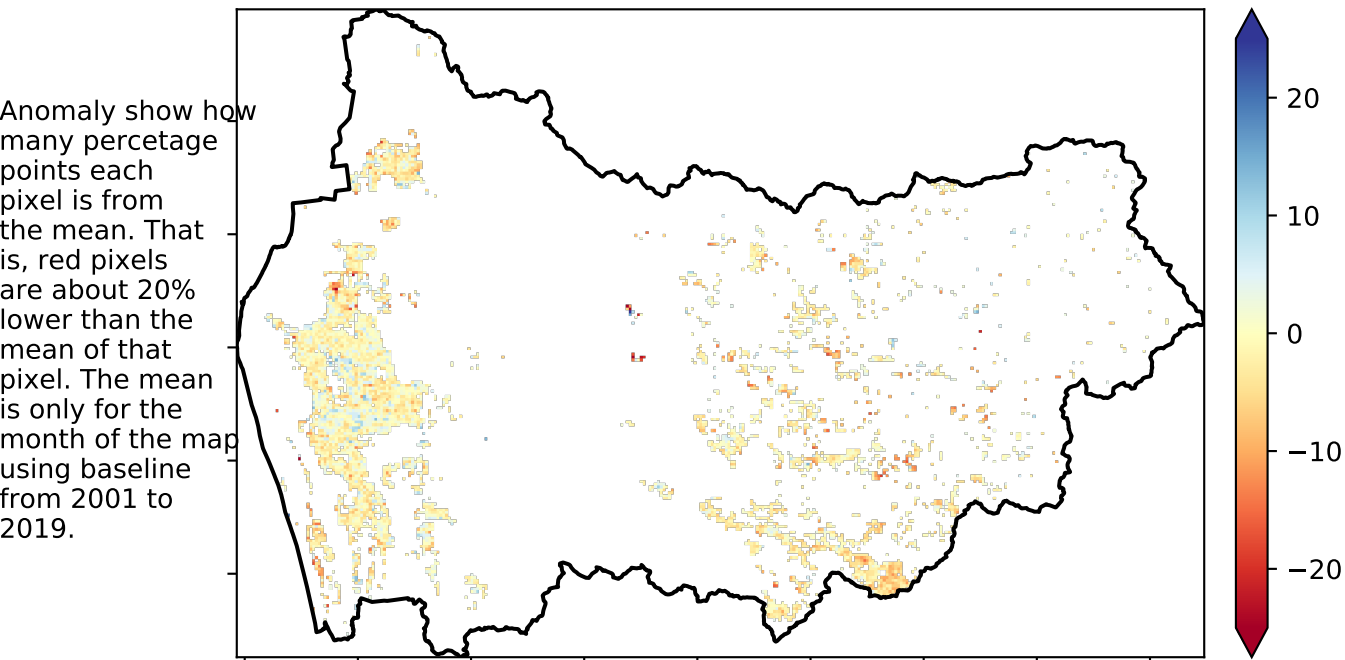 Anomaly show how
many percetage
points each
pixel is from
the mean. That
is, red pixels
are about 20%
lower than the
mean of that
pixel. The mean
is only for the
month of the map
using baseline
from 2001 to
2019.
20
10
0
−10
−20